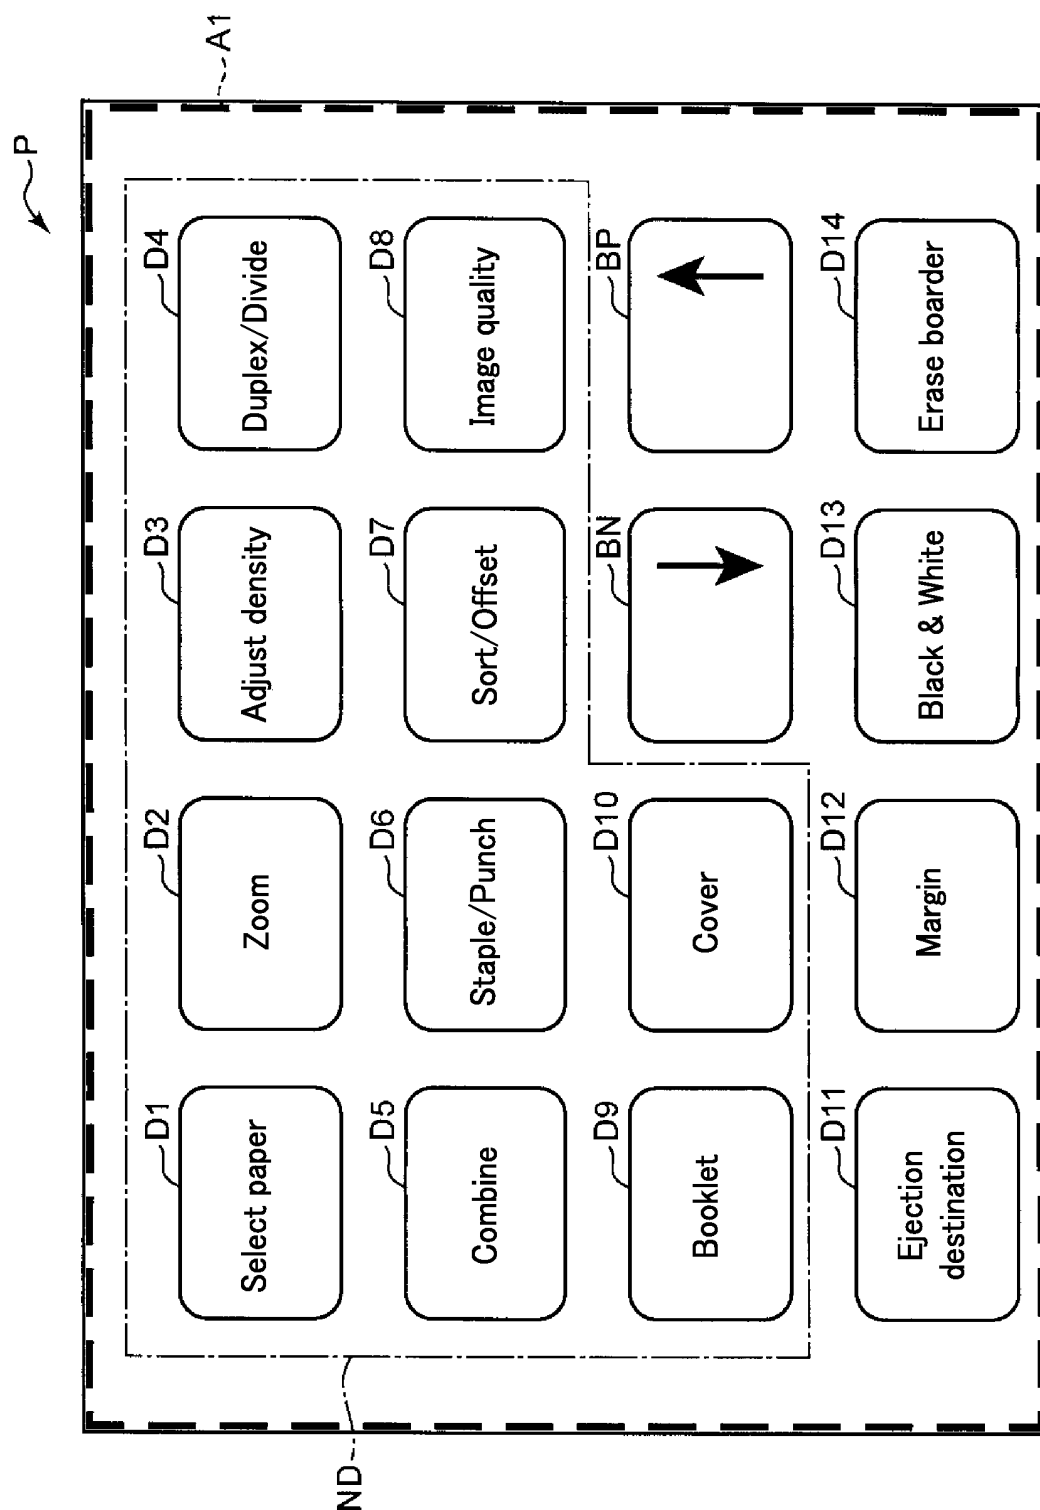 P
A1
D1
Select paper
D2
Zoom
D3
Adjust density
D4
Duplex/Divide
D5
Combine
D6
Staple/Punch
D7
Sort/Offset
D8
Image quality
D9
Booklet
D10
Cover
BN
BP
D11
Ejection
destination
D12
Margin
D13
Black & White
D14
Erase boarder
ND